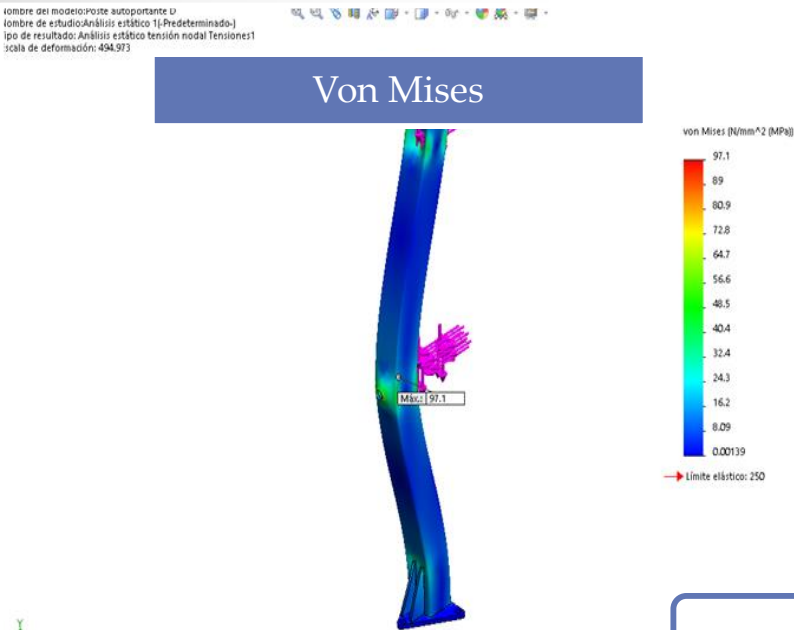 ombre del modelo:Poste autoportante D
ombre de estudio:Análisis estático 1(-Predeterminado-)
ipo de resultado: Análisis estático tensión nodal Tensiones1
scala de deformación: 494.973
Von Mises
von Mises (N/mm^2 (MPa))
97.1
89
80.9
72.8
64.7
56.6
48.5
40.4
32.4
24.3
16.2
8.09
0.00139
Límite elástico: 250
Máx.: 97.1
Y